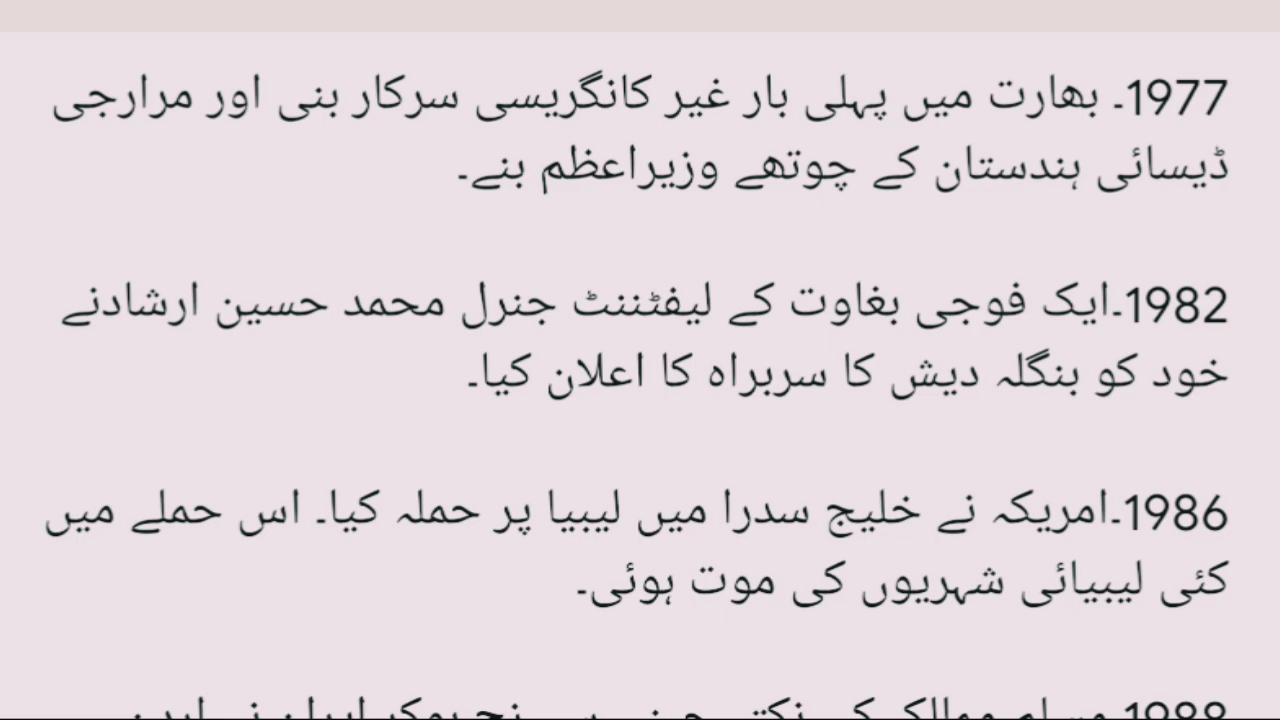 1977۔ بھارت میں پہلی بار غیر کانگریسی سرکار بنی اور مرارجی
ڈیسائی ہندستان کے چوتھے وزیراعظم بنے۔
1982۔ایک فوجی بغاوت کے لیفٹننٹ جنرل محمد حسین ارشادنے
خود کو بنگلہ دیش کا سربراہ کا اعلان کیا۔
1986۔امریکہ نے خلیج سدرا میں لیبیا پر حملہ کیا۔ اس حملے میں
کئی لیبیائی شہریوں کی موت ہوئی۔